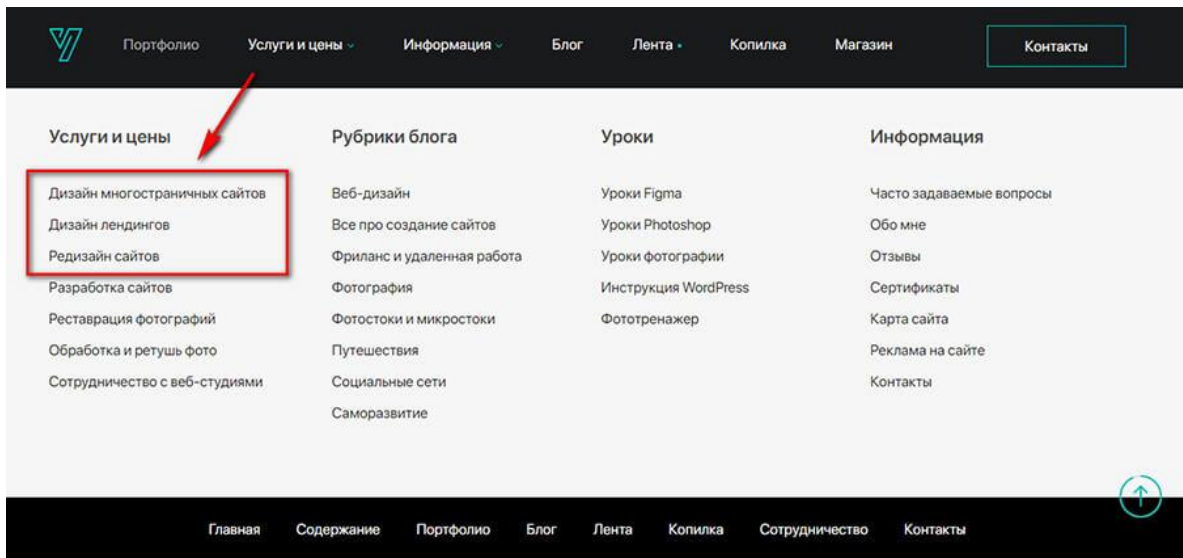 Портфолио Услуги и цены Информация Блог Лента Копилка Магазин Контакты
Услуги и цены
Дизайн многостраничных сайтов
Дизайн лендингов
Редизайн сайтов
Разработка сайтов
Реставрация фотографий
Обработка и ретушь фото
Сотрудничество с веб-студиями
Рубрики блога
Веб-дизайн
Все про создание сайтов
Фриланс и удаленная работа
Фотография
Фотостоки и микростоки
Путешествия
Социальные сети
Саморазвитие
Уроки
Уроки Figma
Уроки Photoshop
Уроки фотографии
Инструкция WordPress
Фототренажер
Информация
Часто задаваемые вопросы
Обо мне
Отзывы
Сертификаты
Карта сайта
Реклама на сайте
Контакты
Главная Содержание Портфолио Блог Лента Копилка Сотрудничество Контакты